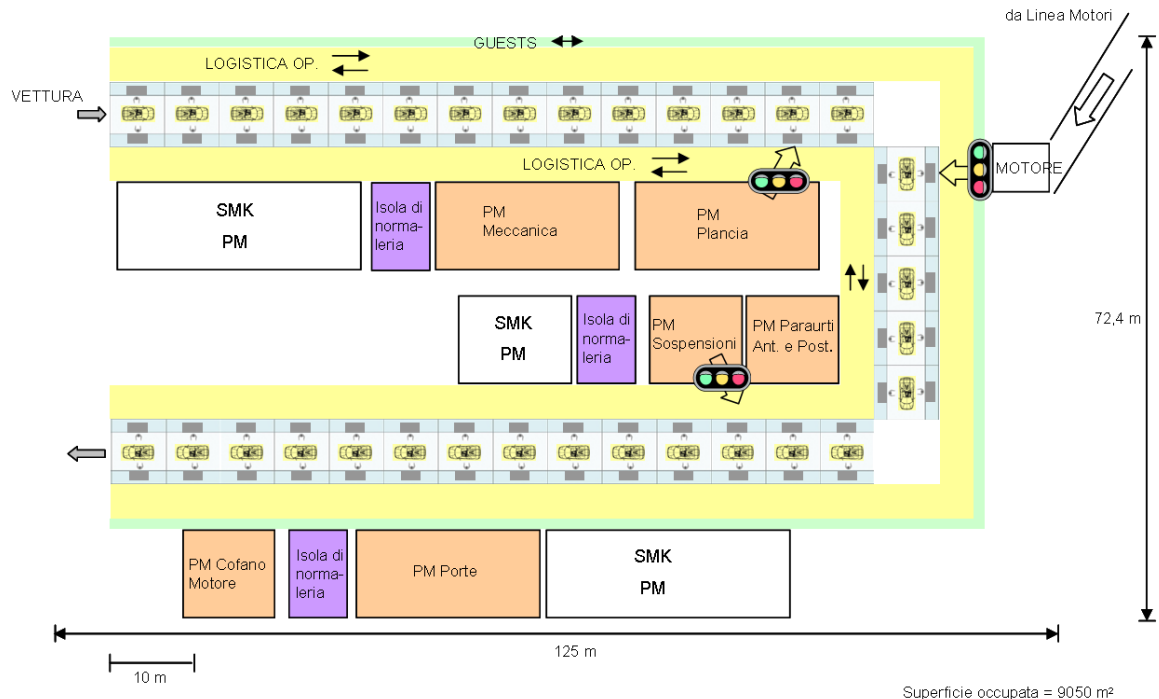 da Linea Motori
GUESTS
LOGISTICA OP.
VETTURA
LOGISTICA OP.
MOTORE
SMK
PM
Isola di
norma-
leria
PM
Meccanica
PM
Plancia
72,4 m
SMK
PM
Isola di
norma-
leria
PM
Sospensioni
PM Paraurti
Ant. e Post.
PM Cofano
Motore
Isola di
norma-
leria
PM Porte
SMK
PM
125 m
10 m
Superficie occupata = 9050 m²